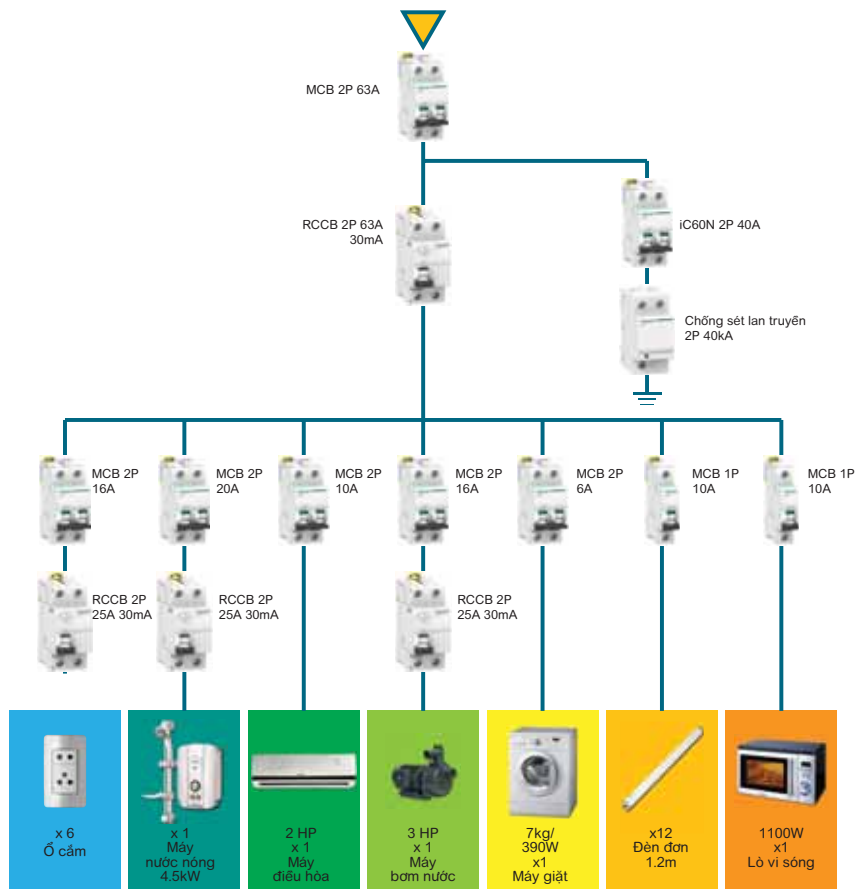 MCB 2P 63A
RCCB 2P 63A
30mA
iC60N 2P 40A
Chống sét lan truyền
2P 40kA
MCB 2P
16A
MCB 2P
20A
MCB 2P
10A
MCB 2P
16A
MCB 2P
6A
MCB 1P
10A
MCB 1P
10A
RCCB 2P
25A 30mA
RCCB 2P
25A 30mA
RCCB 2P
25A 30mA
x 6
Ổ cắm
x 1
Máy
nước nóng
4.5kW
2 HP
x 1
Máy
điều hòa
3 HP
x 1
Máy
bơm nước
7kg/
390W
x1
Máy giặt
x12
Đèn đơn
1.2m
1100W
x1
Lò vi sóng